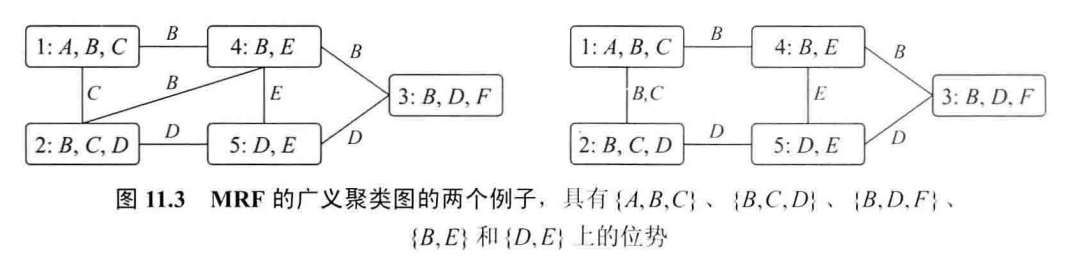 1: A, B, C
B
4: B, E
B
C
B
E
3: B, D, F
2: B, C, D
D
5: D, E
D
1: A, B, C
B
4: B, E
B
B,C
E
3: B, D, F
2: B, C, D
D
5: D, E
D
图 11.3 MRF 的广义聚类图的两个例子，具有{A,B,C}、{B,C,D}、{B,D,F}、
{B,E}和{D,E}上的位势